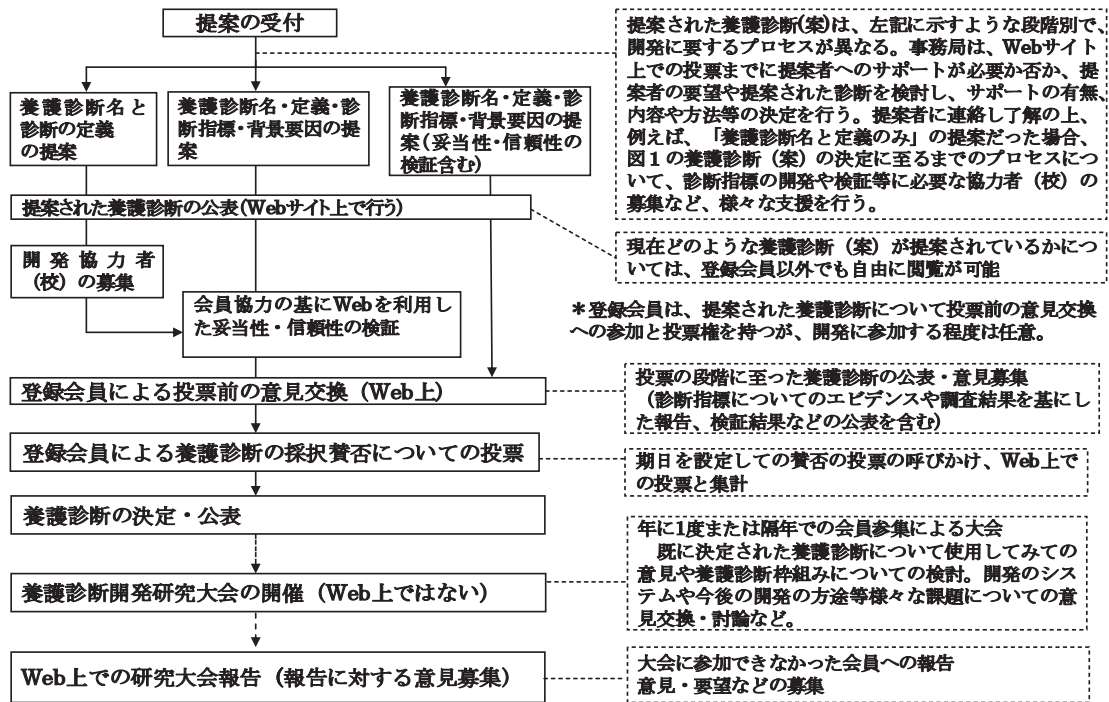 提案の受付
養護診断名と
診断の定義
の提案
養護診断名・定義・診
断指標・背景要因の提
案
養護診断名・定義・診
断指標・背景要因の提
案（妥当性・信頼性の
検証含む）
提案された養護診断の公表(Webサイト上で行う)
開発協力者
（校）の募集
会員協力の基にWebを利用し
た妥当性・信頼性の検証
登録会員による投票前の意見交換（Web上）
登録会員による養護診断の採択賛否についての投票
養護診断の決定・公表
養護診断開発研究大会の開催（Web上ではない）
Web上での研究大会報告（報告に対する意見募集）
提案された養護診断(案)は、左記に示すような段階別で、
開発に要するプロセスが異なる。事務局は、Webサイト
上での投票までに提案者へのサポートが必要か否か、提
案者の要望や提案された診断を検討し、サポートの有無、
内容や方法等の決定を行う。提案者に連絡し了解の上、
例えば、「養護診断名と定義のみ」の提案だった場合、
図１の養護診断（案）の決定に至るまでのプロセスにつ
いて、診断指標の開発や検証等に必要な協力者（校）の
募集など、様々な支援を行う。
現在どのような養護診断（案）が提案されているかにつ
いては、登録会員以外でも自由に閲覧が可能
＊登録会員は、提案された養護診断について投票前の意見交換
への参加と投票権を持つが、開発に参加する程度は任意。
投票の段階に至った養護診断の公表・意見募集
（診断指標についてのエビデンスや調査結果を基にし
た報告、検証結果などの公表を含む）
期日を設定しての賛否の投票の呼びかけ、Web上で
の投票と集計
年に1度または隔年での会員参集による大会
既に決定された養護診断について使用してみての
意見や養護診断枠組みについての検討。開発のシス
テムや今後の開発の方途等様々な課題についての意
見交換・討論など。
大会に参加できなかった会員への報告
意見・要望などの募集